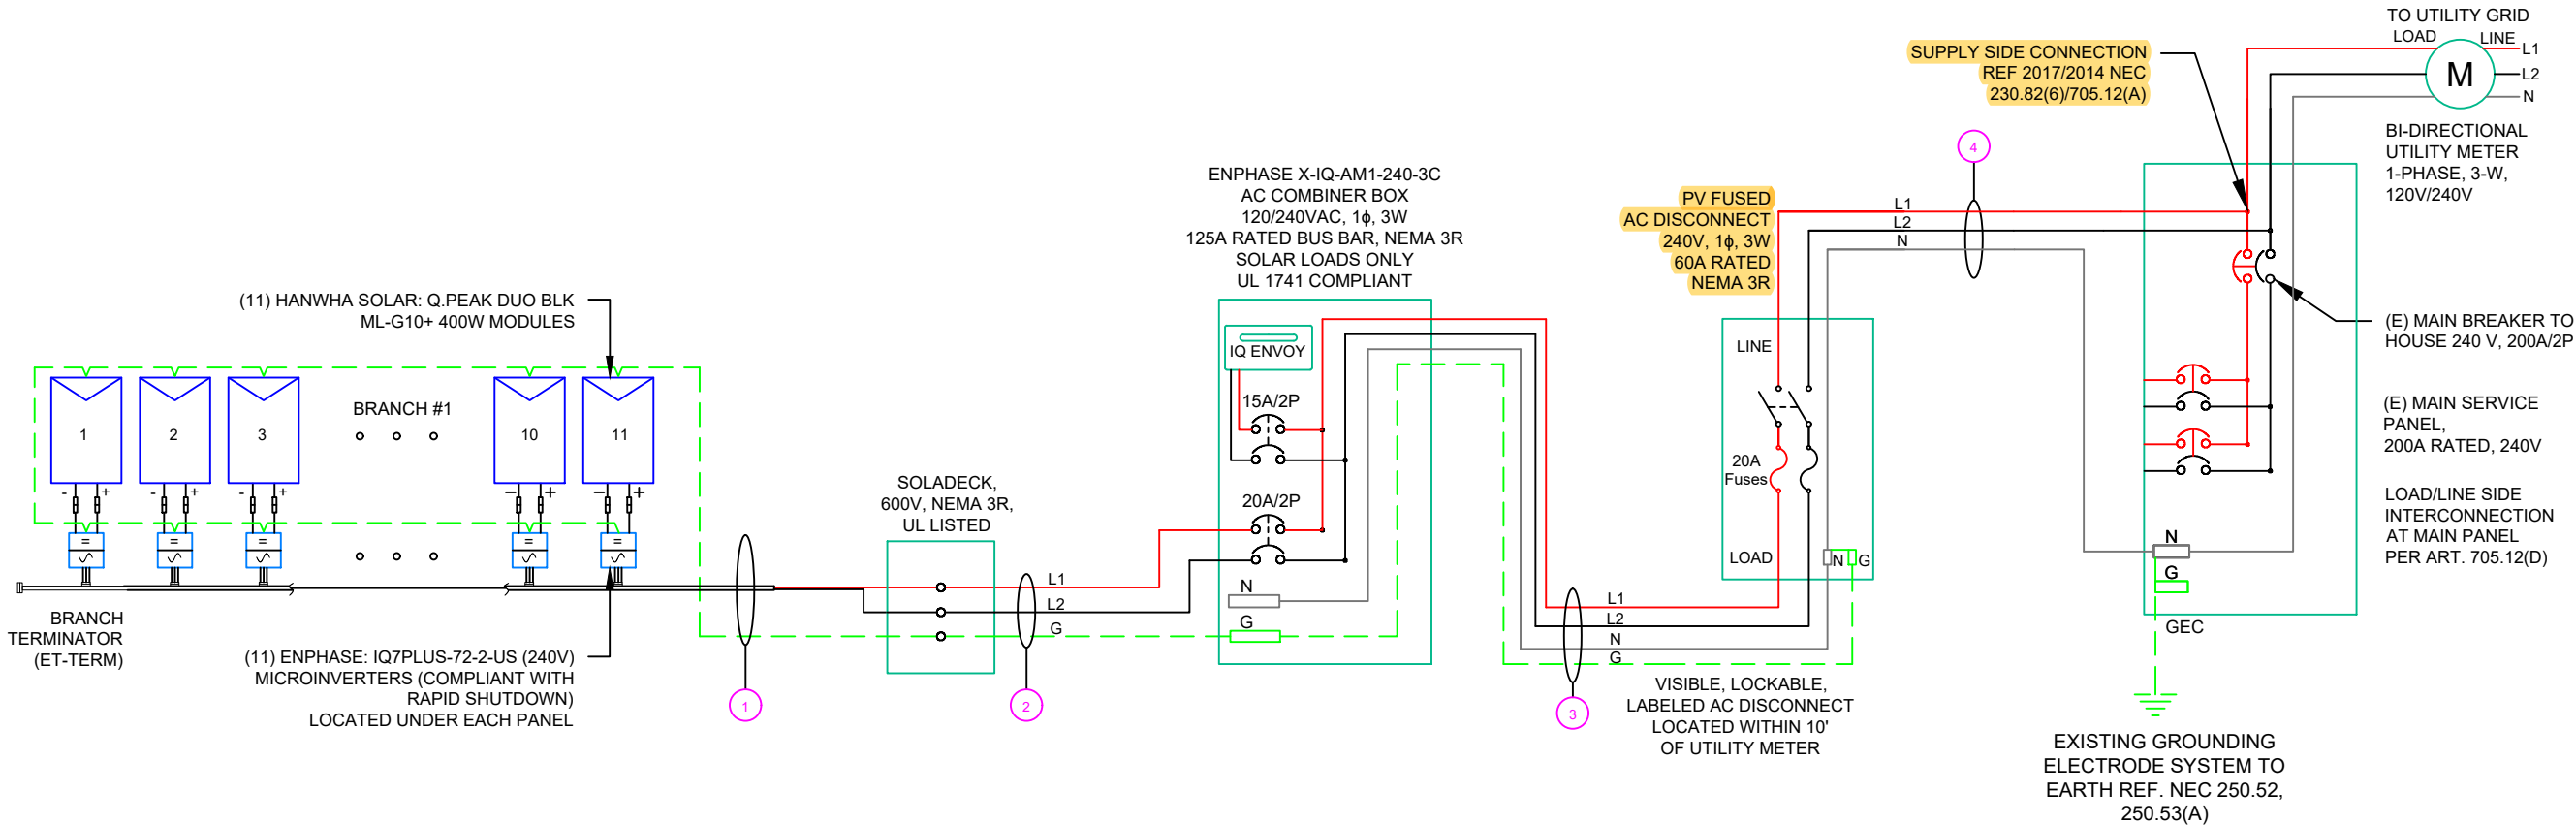 TO UTILITY GRID
LOAD
LINE
L1
M
L2
N
SUPPLY SIDE CONNECTION
REF 2017/2014 NEC
230.82(6)/705.12(A)
BI-DIRECTIONAL
UTILITY METER
1-PHASE, 3-W,
120V/240V
4
ENPHASE X-IQ-AM1-240-3C
AC COMBINER BOX
120/240VAC, 1ϕ, 3W
125A RATED BUS BAR, NEMA 3R
SOLAR LOADS ONLY
UL 1741 COMPLIANT
PV FUSED
AC DISCONNECT
240V, 1ϕ, 3W
60A RATED
NEMA 3R
L1
L2
N
(11) HANWHA SOLAR: Q.PEAK DUO BLK
ML-G10+ 400W MODULES
(E) MAIN BREAKER TO
HOUSE 240 V, 200A/2P
IQ ENVOY
LINE
15A/2P
BRANCH #1
1
2
3
10
11
(E) MAIN SERVICE
PANEL,
200A RATED, 240V
20A
Fuses
SOLADECK,
600V, NEMA 3R,
UL LISTED
20A/2P
- +
- +
- +
- +
- +
LOAD/LINE SIDE
INTERCONNECTION
AT MAIN PANEL
PER ART. 705.12(D)
= = = = =
LOAD
N G
N
G
L1
L2
G
N
G
L1
L2
N
G
GEC
BRANCH
TERMINATOR
(ET-TERM)
(11) ENPHASE: IQ7PLUS-72-2-US (240V)
MICROINVERTERS (COMPLIANT WITH
RAPID SHUTDOWN)
LOCATED UNDER EACH PANEL
1
2
3
VISIBLE, LOCKABLE,
LABELED AC DISCONNECT
LOCATED WITHIN 10'
OF UTILITY METER
EXISTING GROUNDING
ELECTRODE SYSTEM TO
EARTH REF. NEC 250.52,
250.53(A)